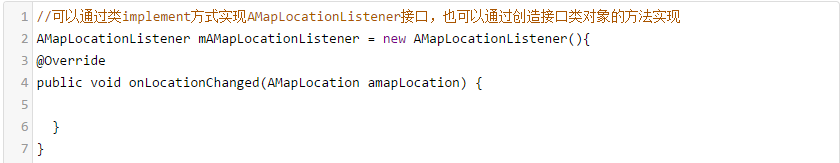 1 //可以通过类implement方式实现AMapLocationListener接口，也可以通过创造接口类对象的方法实现
2 AMapLocationListener mAMapLocationListener = new AMapLocationListener(){
3 @Override
4 public void onLocationChanged(AMapLocation amapLocation) {
5
6   }
7 }